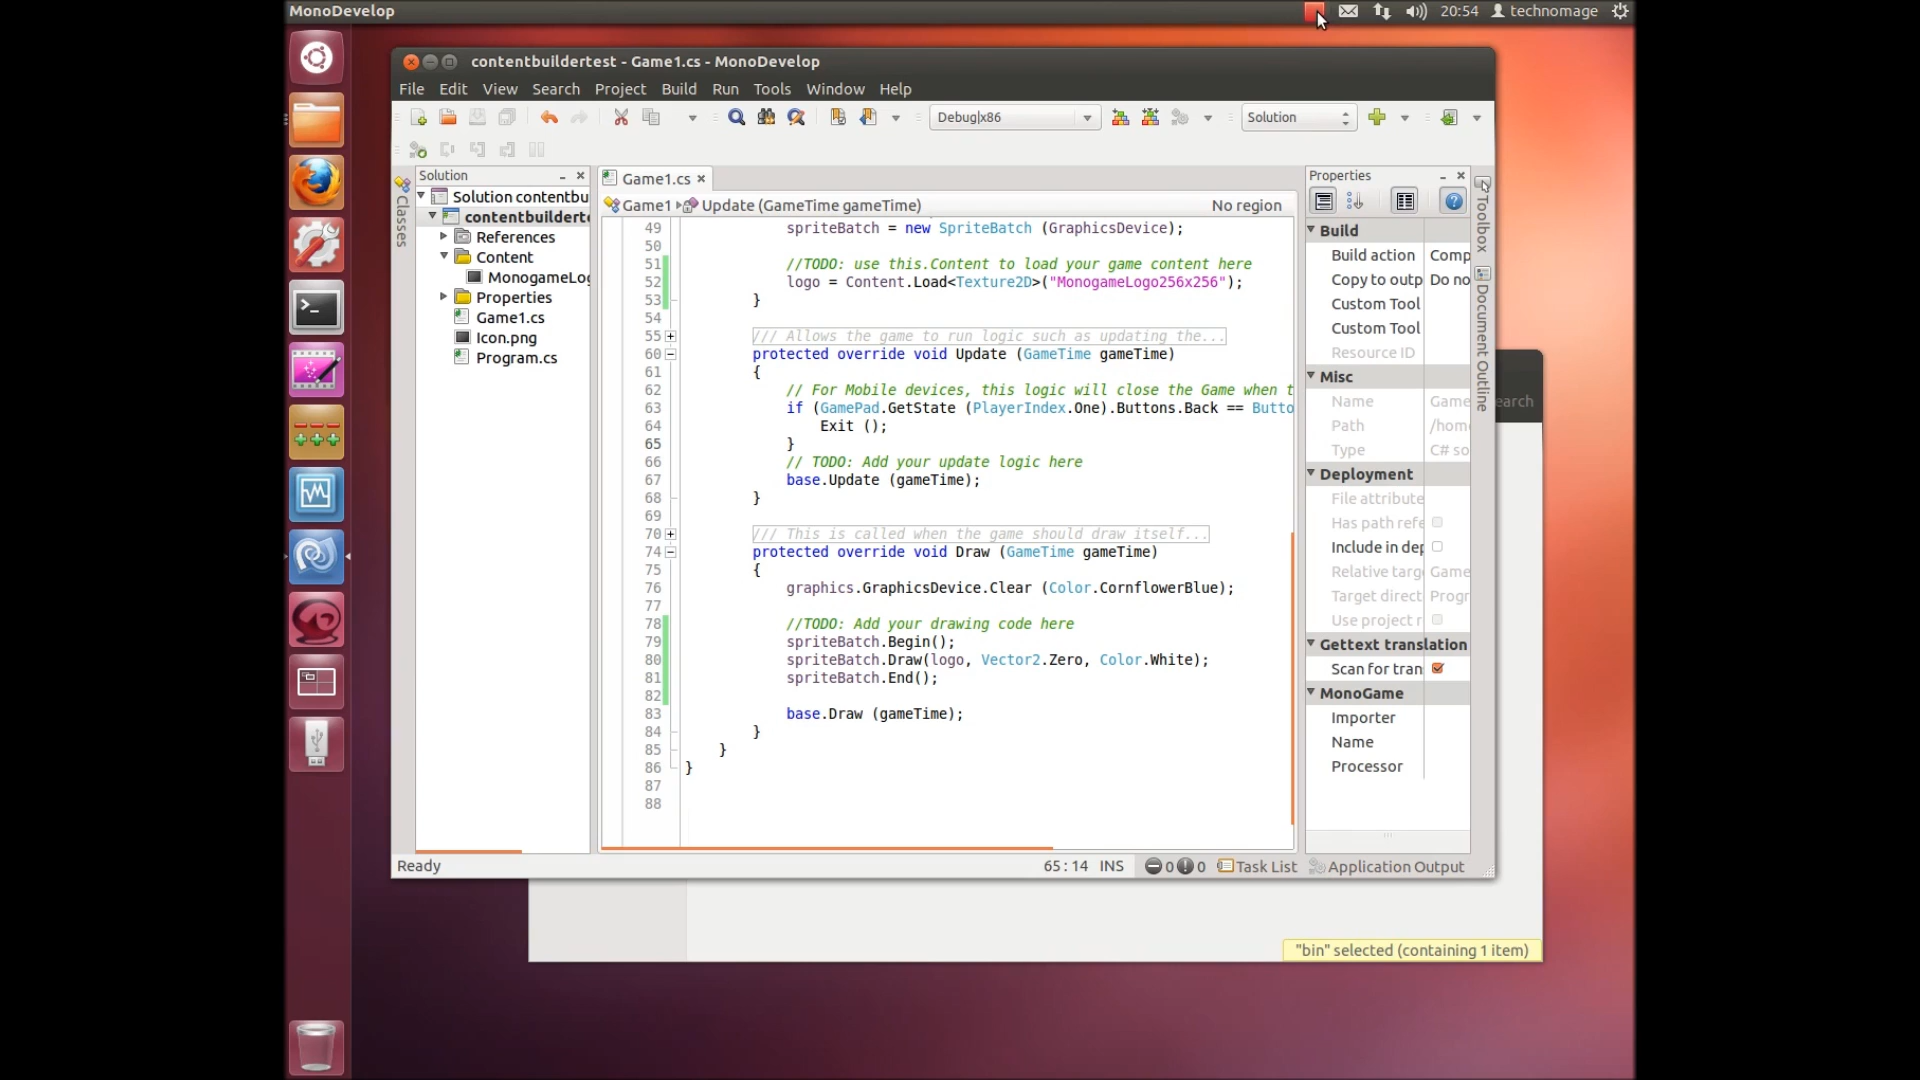 MonoDevelop
20:54 technomage
contentbuildertest - Game1.cs - MonoDevelop
File Edit View Search Project Build Run Tools Window Help
Debug|x86
Solution
Classes
Solution
Solution contentbu
contentbuilderte
References
Content
MonogameLog
Properties
Game1.cs
Icon.png
Program.cs
Game1.cs
Game1 Update (GameTime gameTime) No region
49 spriteBatch = new SpriteBatch (GraphicsDevice);
50
51 //TODO: use this.Content to load your game content here
52 logo = Content.Load<Texture2D>("MonogameLogo256x256");
53 }
54
55 /// Allows the game to run logic such as updating the...
60 protected override void Update (GameTime gameTime)
61 {
62 // For Mobile devices, this logic will close the Game when t
63 if (GamePad.GetState (PlayerIndex.One).Buttons.Back == Butto
64 Exit ();
65 }
66 // TODO: Add your update logic here
67 base.Update (gameTime);
68 }
69
70 /// This is called when the game should draw itself...
74 protected override void Draw (GameTime gameTime)
75 {
76 graphics.GraphicsDevice.Clear (Color.CornflowerBlue);
77
78 //TODO: Add your drawing code here
79 spriteBatch.Begin();
80 spriteBatch.Draw(logo, Vector2.Zero, Color.White);
81 spriteBatch.End();
82
83 base.Draw (gameTime);
84 }
85 }
86 }
87
88
Properties
Build
Build action Comp
Copy to outp Do no
Custom Tool
Custom Tool
Resource ID
Misc
Name Game
Path /home
Type C# so
Deployment
File attribute
Has path refe
Include in dep
Relative targ Game
Target direct Progr
Use project r
Gettext translation
Scan for tran
MonoGame
Importer
Name
Processor
Toolbox
Document Outline
earch
Ready
65 : 14 INS 0 0 Task List Application Output
"bin" selected (containing 1 item)